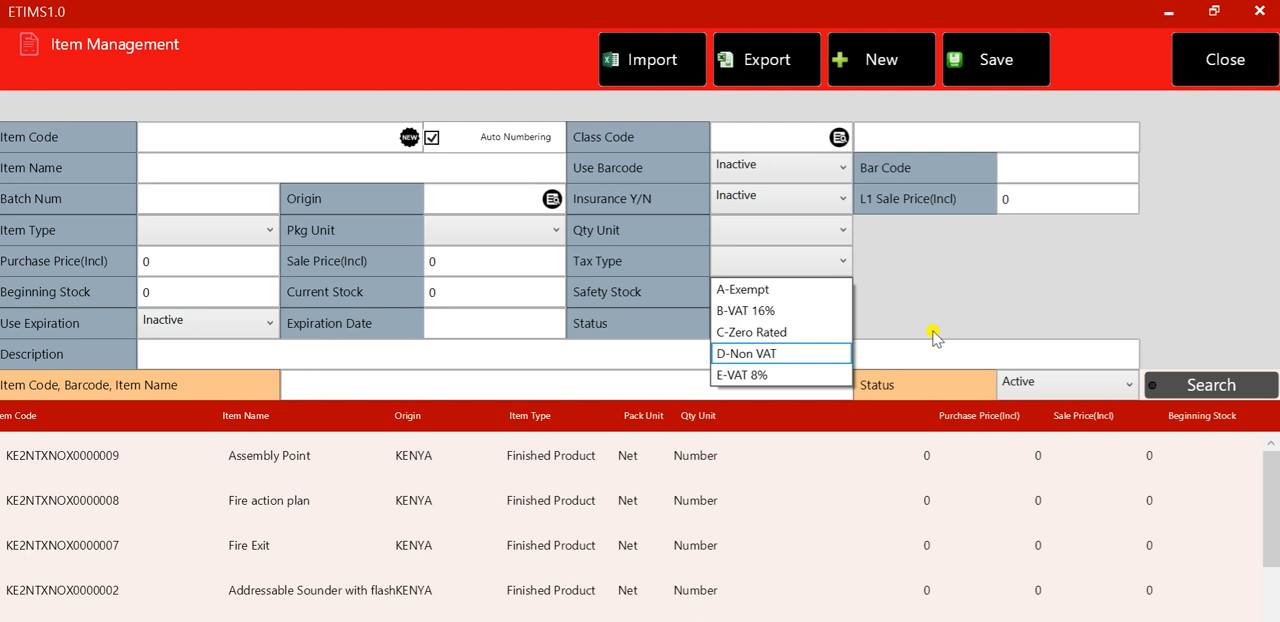 ETIMS1.0
Item Management
Import Export New Save Close
Item Code NEW Auto Numbering Class Code
Item Name Use Barcode Inactive Bar Code
Batch Num Origin Insurance Y/N Inactive L1 Sale Price(Incl) 0
Item Type Pkg Unit Qty Unit
Purchase Price(Incl) 0 Sale Price(Incl) 0 Tax Type
Beginning Stock 0 Current Stock 0 Safety Stock A-Exempt
B-VAT 16%
Use Expiration Inactive Expiration Date Status C-Zero Rated
Description D-Non VAT
E-VAT 8%
Item Code, Barcode, Item Name Status Active Search
em Code Item Name Origin Item Type Pack Unit Qty Unit Purchase Price(Incl) Sale Price(Incl) Beginning Stock
KE2NTXNOX0000009 Assembly Point KENYA Finished Product Net Number 0 0 0
KE2NTXNOX0000008 Fire action plan KENYA Finished Product Net Number 0 0 0
KE2NTXNOX0000007 Fire Exit KENYA Finished Product Net Number 0 0 0
KE2NTXNOX0000002 Addressable Sounder with flash KENYA Finished Product Net Number 0 0 0